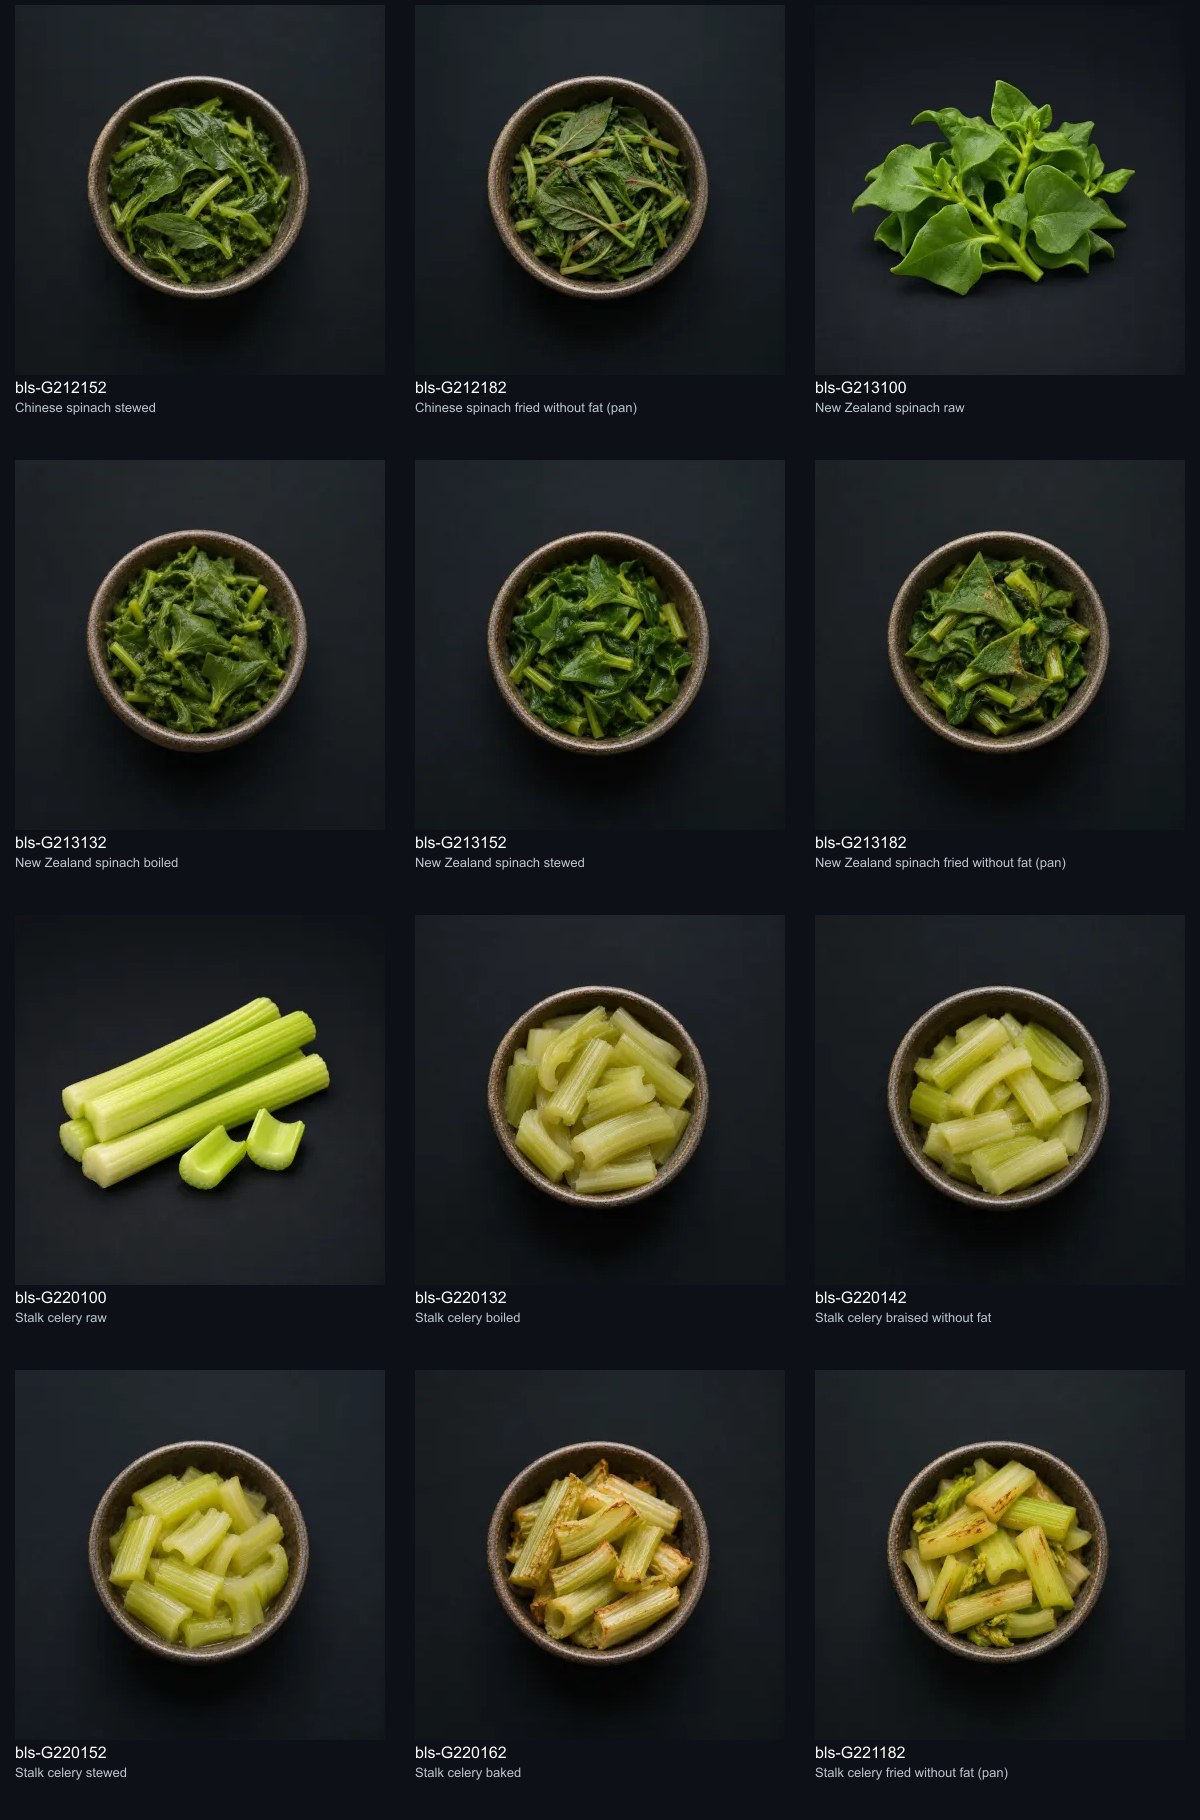 bls-G212152
Chinese spinach stewed
bls-G212182
Chinese spinach fried without fat (pan)
bls-G213100
New Zealand spinach raw
bls-G213132
New Zealand spinach boiled
bls-G213152
New Zealand spinach stewed
bls-G213182
New Zealand spinach fried without fat (pan)
bls-G220100
Stalk celery raw
bls-G220132
Stalk celery boiled
bls-G220142
Stalk celery braised without fat
bls-G220152
Stalk celery stewed
bls-G220162
Stalk celery baked
bls-G221182
Stalk celery fried without fat (pan)